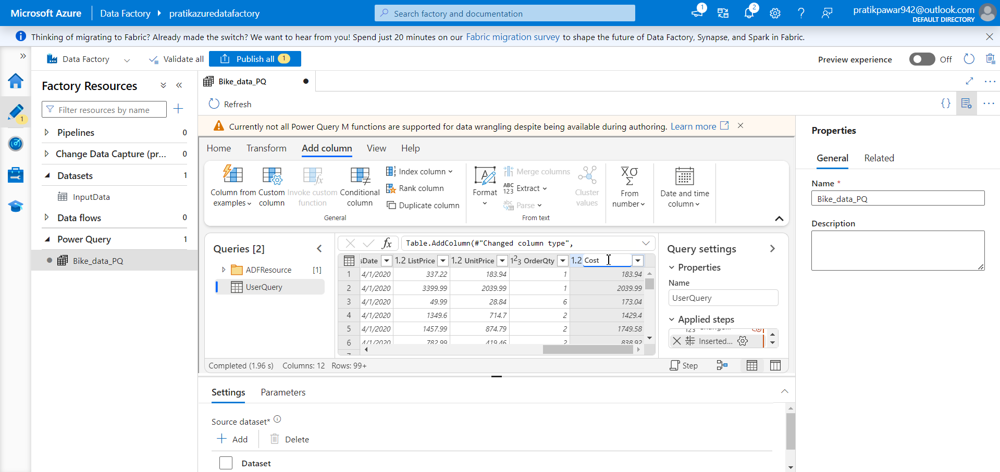 Microsoft Azure
Data Factory
pratikazuredatafactory
Search factory and documentation
1
2
pratikpawar942@outlook.com
DEFAULT DIRECTORY
Thinking of migrating to Fabric? Already made the switch? We want to hear from you! Spend just 20 minutes on our Fabric migration survey to shape the future of Data Factory, Synapse, and Spark in Fabric.
Data Factory
Validate all
Publish all 1
Preview experience
Off
Factory Resources
Filter resources by name
1
Pipelines 0
Change Data Capture (pr... 0
Datasets 1
InputData
Data flows 0
Power Query 1
Bike_data_PQ
Bike_data_PQ
Refresh
Currently not all Power Query M functions are supported for data wrangling despite being available during authoring. Learn more
Home Transform Add column View Help
Column from examples
Custom column
Invoke custom function
Conditional column
Index column
Rank column
Duplicate column
General
Format
Merge columns
ABC 123 Extract
abc Parse
Cluster values
From text
From number
Date and time column
Queries [2]
ADFResource [1]
UserQuery
fx Table.AddColumn(#"Changed column type",
sDate 1.2 ListPrice 1.2 UnitPrice 123 OrderQty 1.2 Cost
1 4/1/2020 337.22 183.94 1 183.94
2 4/1/2020 3399.99 2039.99 1 2039.99
3 4/1/2020 49.99 28.84 6 173.04
4 4/1/2020 1349.6 714.7 2 1429.4
5 4/1/2020 1457.99 874.79 2 1749.58
6 4/1/2020 782.99 419.46 2 838.92
Query settings
Properties
Name
UserQuery
Applied steps
Inserted...
Completed (1.96 s) Columns: 12 Rows: 99+
Step
Settings Parameters
Source dataset*
Add
Delete
Dataset
Properties
General Related
Name *
Bike_data_PQ
Description